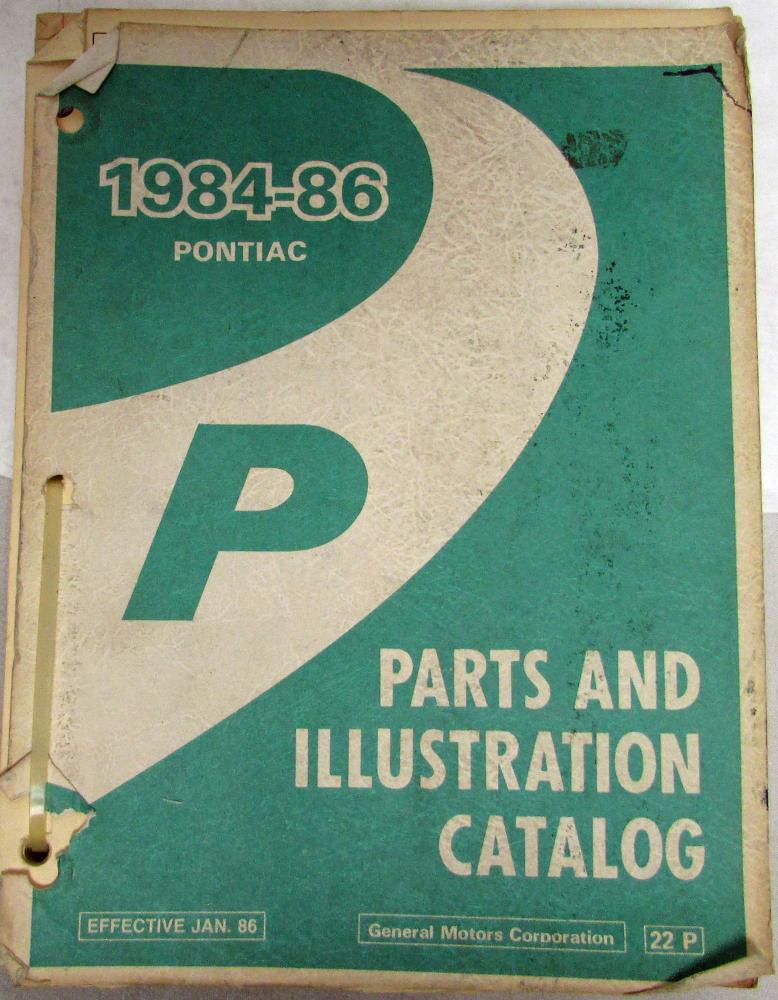 1984-86
PONTIAC
P
PARTS AND
ILLUSTRATION
CATALOG
EFFECTIVE JAN. 86
General Motors Corporation
22 P